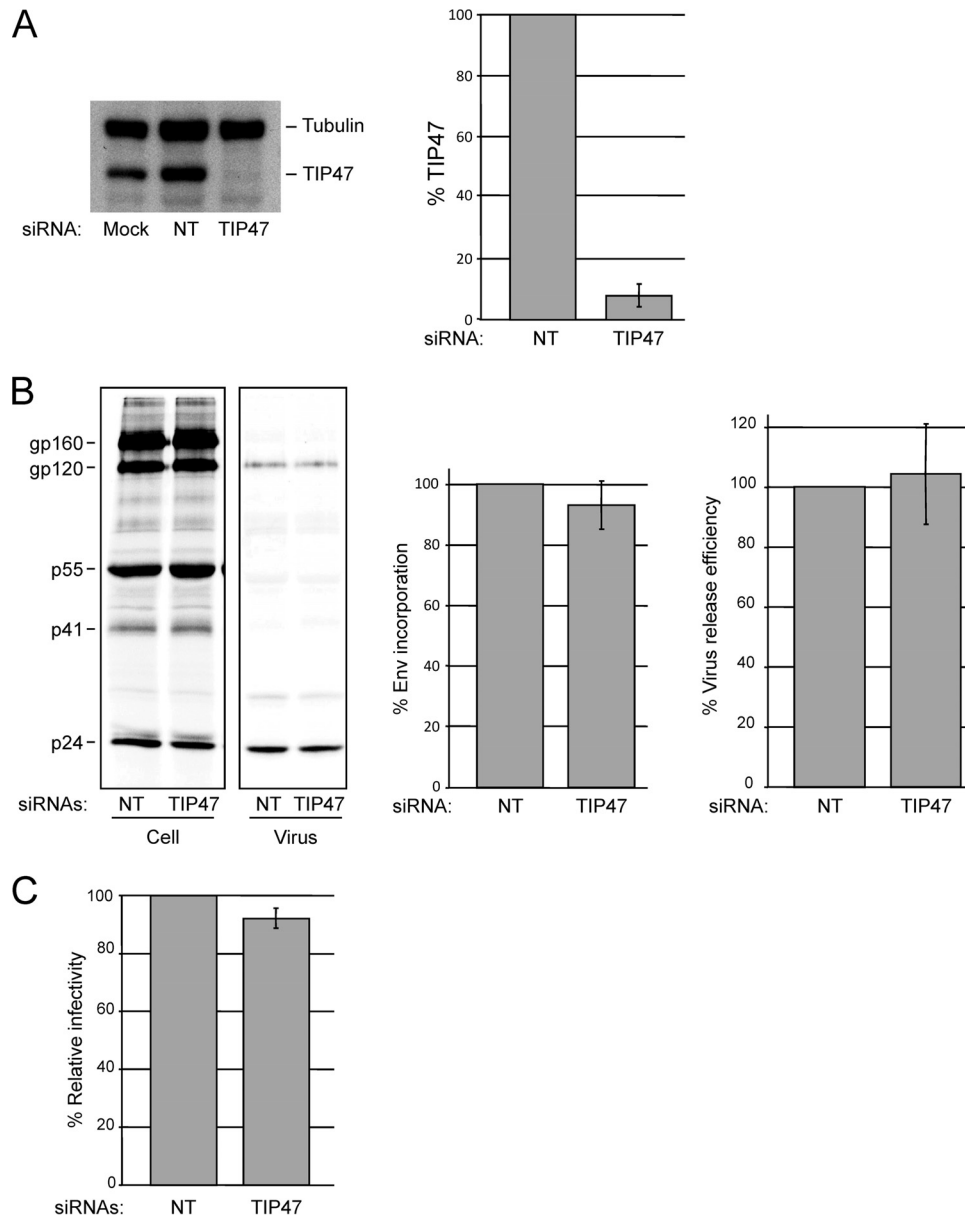 A
– Tubulin
– TIP47
siRNA: Mock NT TIP47
% TIP47
100
80
60
40
20
0
siRNA: NT TIP47
B
gp160 –
gp120 –
p55 –
p41 –
p24 –
siRNAs: NT TIP47 NT TIP47
Cell Virus
% Env incorporation
100
80
60
40
20
0
siRNA: NT TIP47
% Virus release efficiency
120
100
80
60
40
20
0
siRNA: NT TIP47
C
% Relative infectivity
100
80
60
40
20
0
siRNAs: NT TIP47